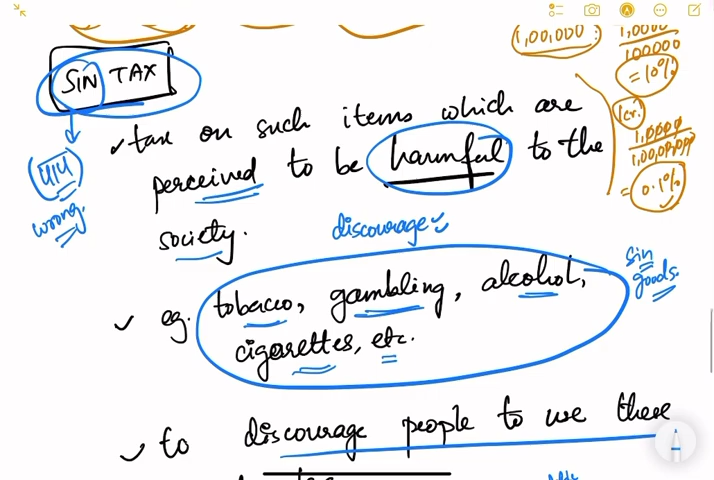 1,00,000
1,0000
100000
= 10%
SIN TAX
tax on such items which are
1cr.
1,0000
1,00,00,000
= 0.1%
पाप
wrong.
perceived to be harmful to the
society.
discourage
eg. tobacco, gambling, alcohol,
cigarettes, etc.
sin
goods.
to discourage people to use these